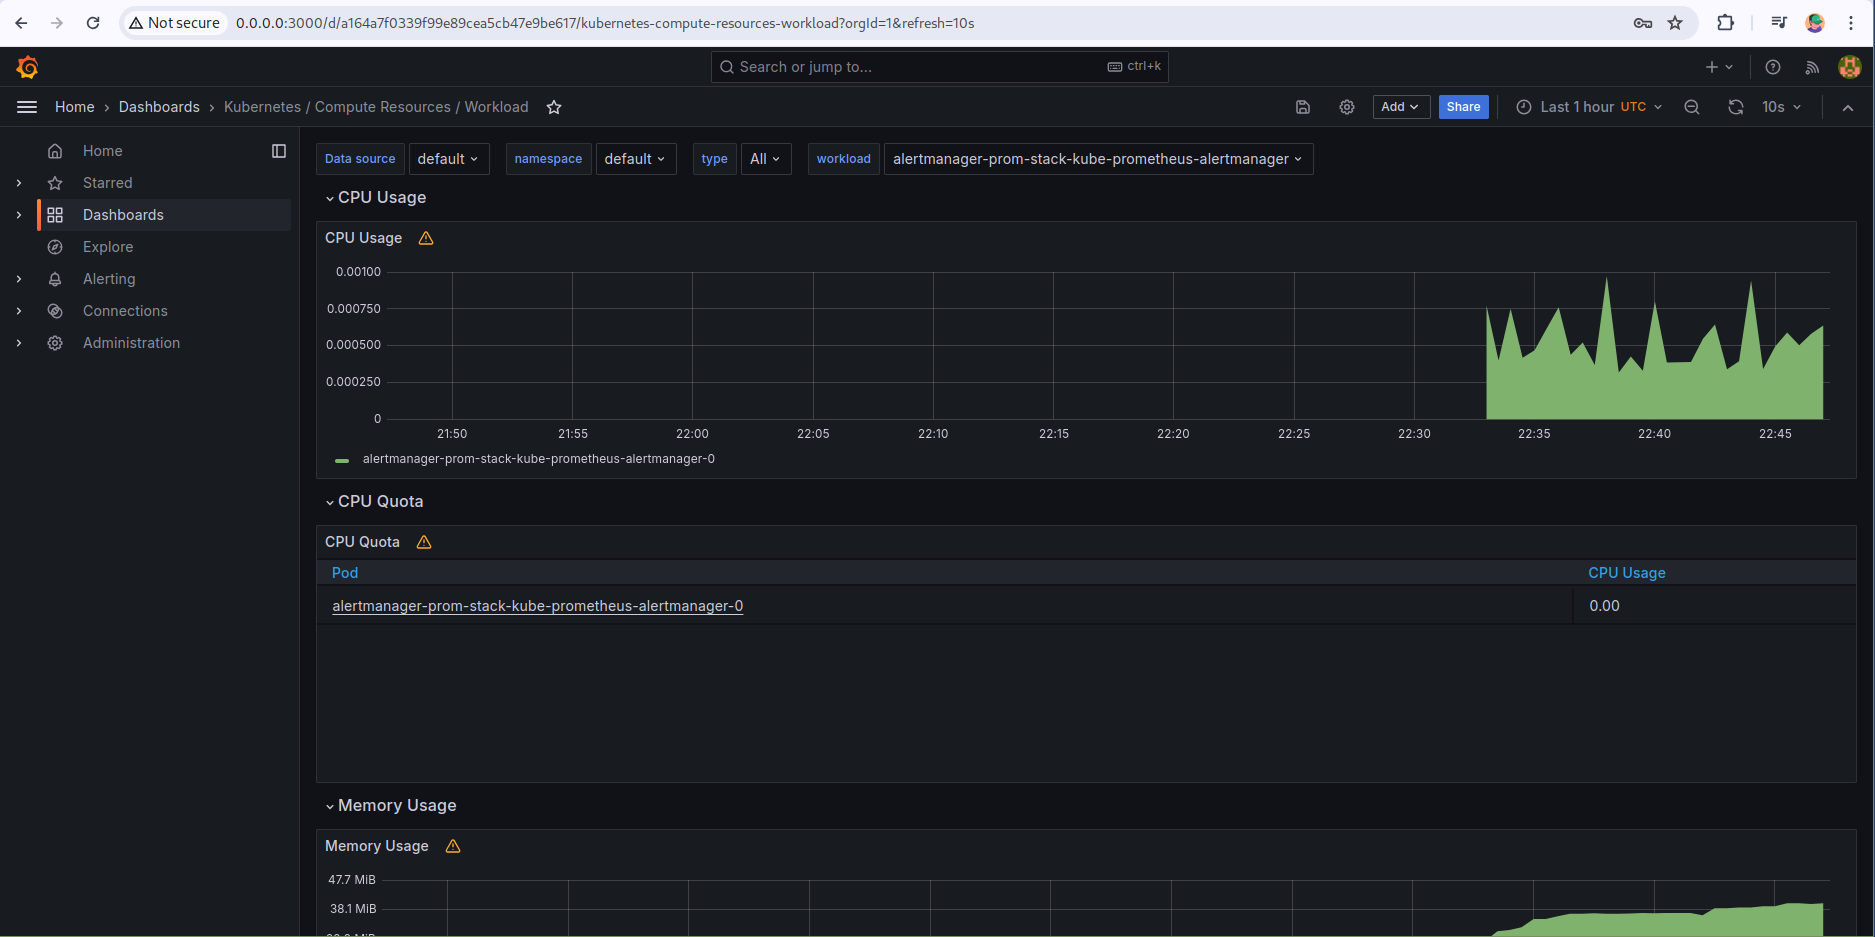 Not secure 0.0.0.0:3000/d/a164a7f0339f99e89cea5cb47e9be617/kubernetes-compute-resources-workload?orgId=1&refresh=10s
Search or jump to... ctrl+k
Home › Dashboards › Kubernetes / Compute Resources / Workload Add Share Last 1 hour UTC 10s
Home
Starred
Dashboards
Explore
Alerting
Connections
Administration
Data source default namespace default type All workload alertmanager-prom-stack-kube-prometheus-alertmanager
CPU Usage
CPU Usage
0.00100
0.000750
0.000500
0.000250
0
21:50 21:55 22:00 22:05 22:10 22:15 22:20 22:25 22:30 22:35 22:40 22:45
alertmanager-prom-stack-kube-prometheus-alertmanager-0
CPU Quota
CPU Quota
Pod CPU Usage
alertmanager-prom-stack-kube-prometheus-alertmanager-0 0.00
Memory Usage
Memory Usage
47.7 MiB
38.1 MiB